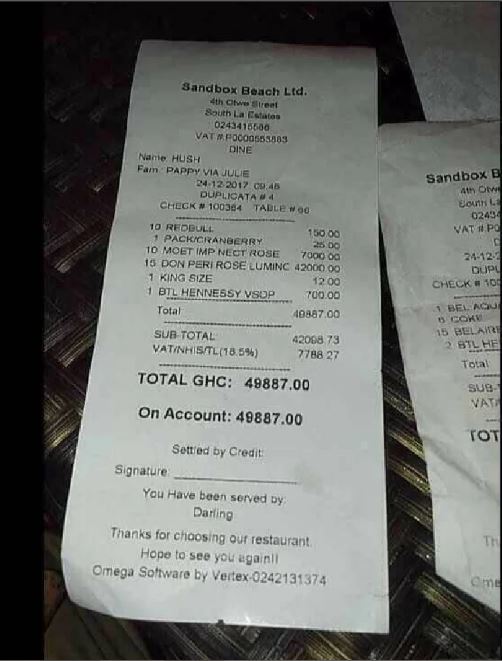 Sandbox Beach Ltd.
4th Otwe Street
South La Estates
0243415566
VAT # P0000553883
DINE
Name: HUSH
Fam: PAPPY VIA JULIE
24-12-2017 09:46
DUPLICATA # 4
CHECK # 100364 TABLE # 66
10 REDBULL 150.00
1 PACK/CRANBERRY 25.00
10 MOET IMP NECT ROSE 7000.00
15 DON PERI ROSE LUMINO 42000.00
1 KING SIZE 12.00
1 BTL HENNESSY VSOP 700.00
Total 49887.00
SUB-TOTAL 42098.73
VAT/NHIS/TL(18.5%) 7788.27
TOTAL GHC: 49887.00
On Account: 49887.00
Settled by Credit:
Signature:
You Have been served by:
Darling
Thanks for choosing our restaurant.
Hope to see you again!!
Omega Software by Vertex-0242131374
Sandbox B
4th Otw
South La
0243
VAT # P0
24-12-
DUPL
CHECK # 100
1 BEL AQU
6 COKE
15 BELAIRE
2 BTL HE
Total
SUB-
VAT/
TOT
Th
Ome